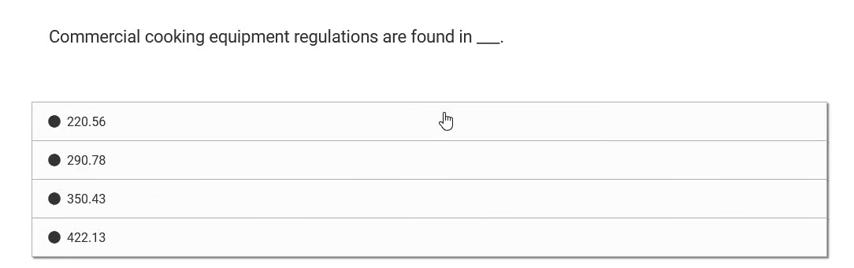 Commercial cooking equipment regulations are found in ___.
220.56
290.78
350.43
422.13